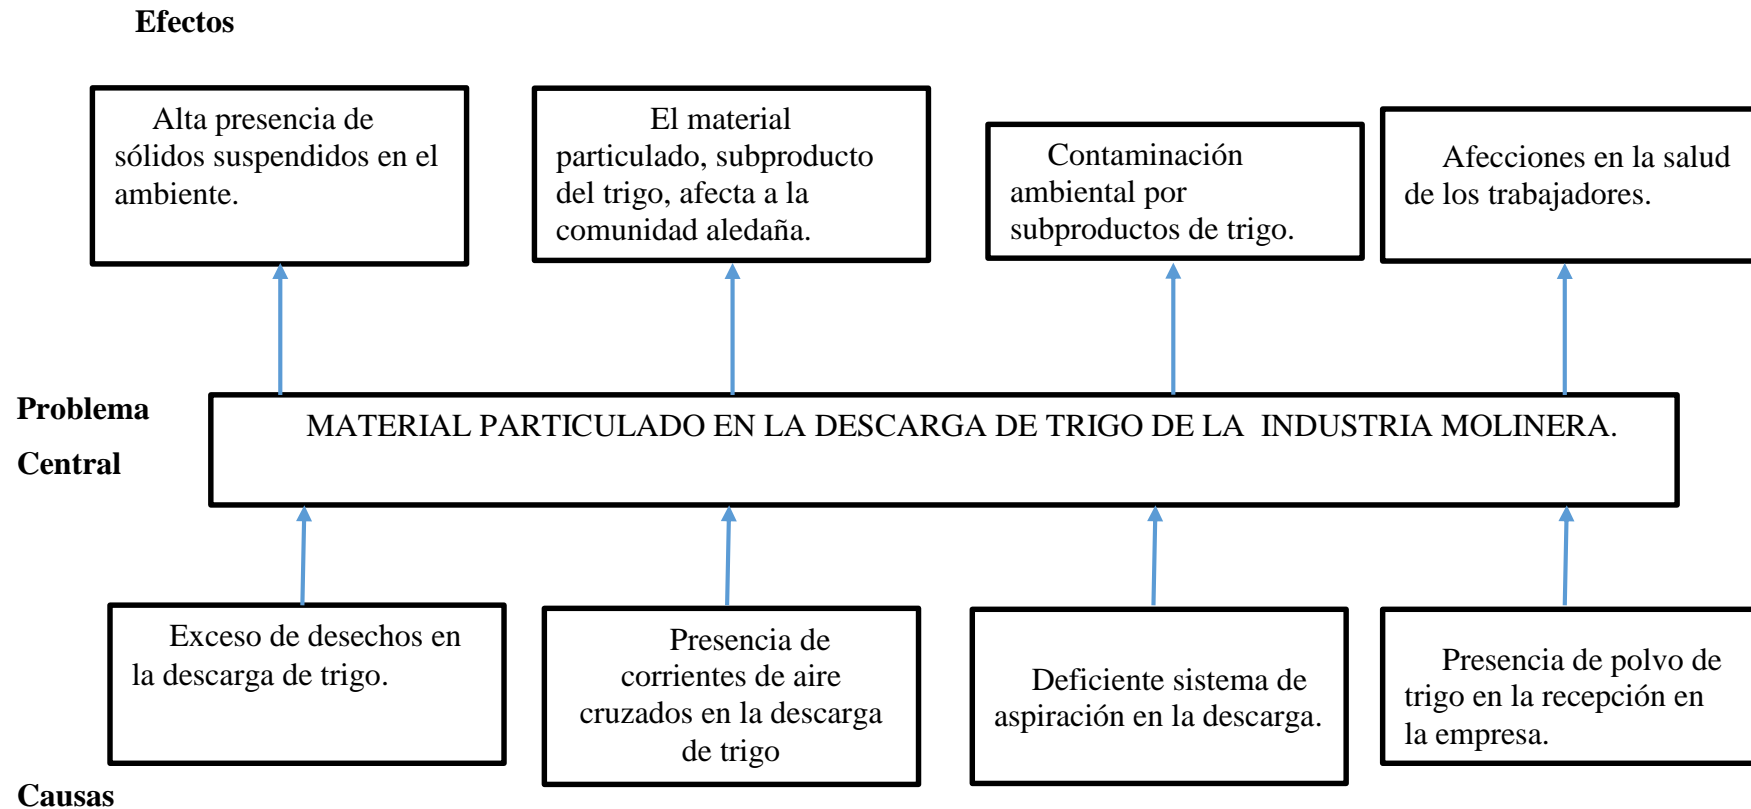 Efectos
Alta presencia de
sólidos suspendidos en el
ambiente.
El material
particulado, subproducto
del trigo, afecta a la
comunidad aledaña.
Contaminación
ambiental por
subproductos de trigo.
Afecciones en la salud
de los trabajadores.
Problema
Central
MATERIAL PARTICULADO EN LA DESCARGA DE TRIGO DE LA INDUSTRIA MOLINERA.
Exceso de desechos en
la descarga de trigo.
Presencia de
corrientes de aire
cruzados en la descarga
de trigo
Deficiente sistema de
aspiración en la descarga.
Presencia de polvo de
trigo en la recepción en
la empresa.
Causas